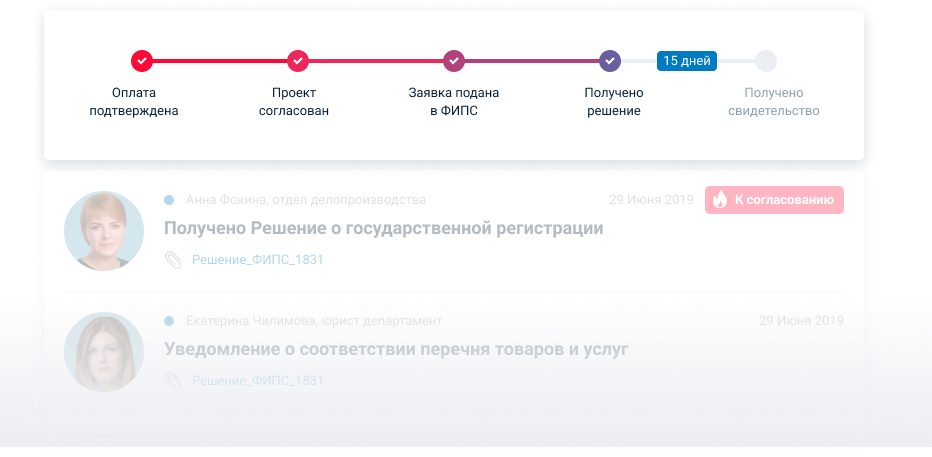 15 дней
Оплата
подтверждена
Проект
согласован
Заявка подана
в ФИПС
Получено
решение
Получено
свидетельство
Анна Фокина, отдел делопроизводства
29 Июня 2019
К согласованию
Получено Решение о государственной регистрации
Решение_ФИПС_1831
Екатерина Чилимова, юрист департамент
29 Июня 2019
Уведомление о соответствии перечня товаров и услуг
Решение_ФИПС_1831